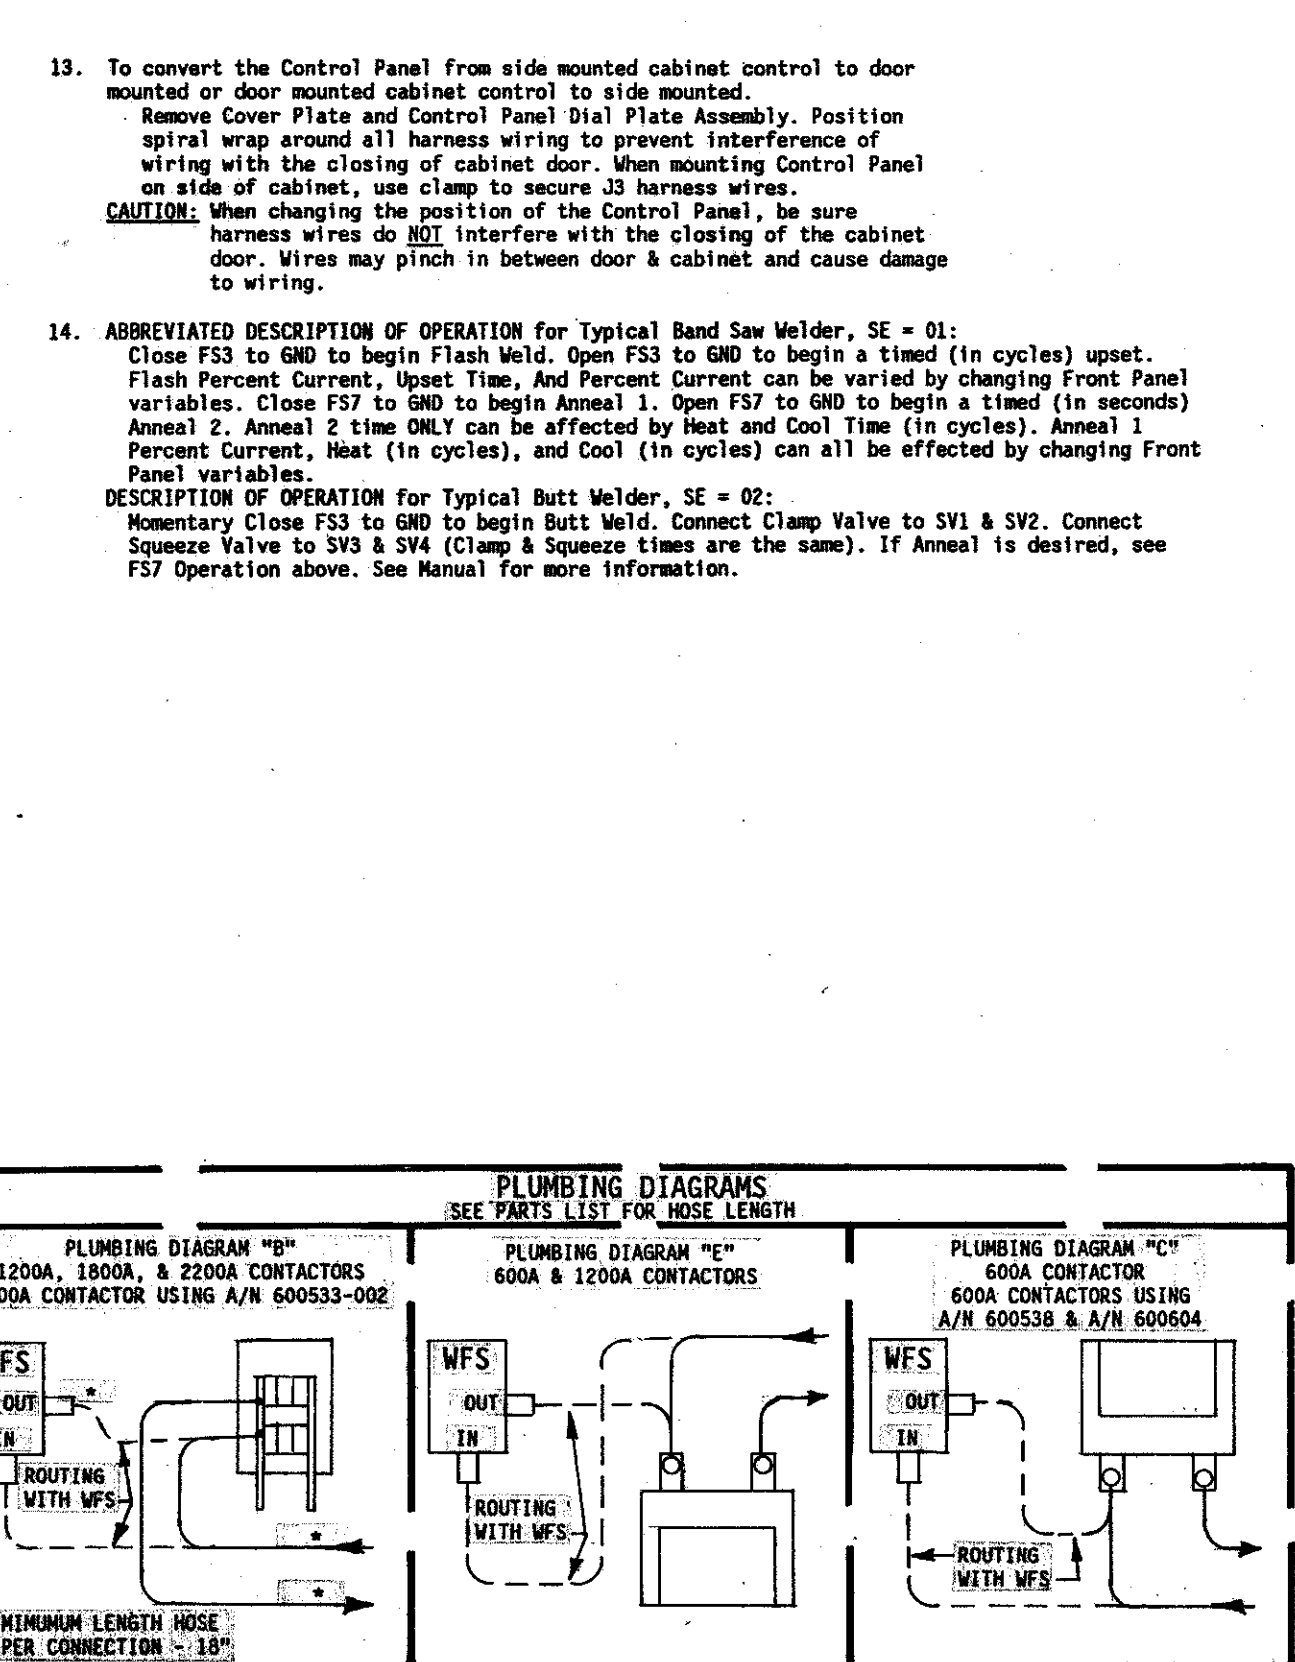 13. To convert the Control Panel from side mounted cabinet control to door
mounted or door mounted cabinet control to side mounted.
Remove Cover Plate and Control Panel Dial Plate Assembly. Position
spiral wrap around all harness wiring to prevent interference of
wiring with the closing of cabinet door. When mounting Control Panel
on side of cabinet, use clamp to secure J3 harness wires.
CAUTION: When changing the position of the Control Panel, be sure
harness wires do NOT interfere with the closing of the cabinet
door. Wires may pinch in between door & cabinet and cause damage
to wiring.
14. ABBREVIATED DESCRIPTION OF OPERATION for Typical Band Saw Welder, SE = 01:
Close FS3 to GND to begin Flash Weld. Open FS3 to GND to begin a timed (in cycles) upset.
Flash Percent Current, Upset Time, And Percent Current can be varied by changing Front Panel
variables. Close FS7 to GND to begin Anneal 1. Open FS7 to GND to begin a timed (in seconds)
Anneal 2. Anneal 2 time ONLY can be affected by Heat and Cool Time (in cycles). Anneal 1
Percent Current, Heat (in cycles), and Cool (in cycles) can all be effected by changing Front
Panel variables.
DESCRIPTION OF OPERATION for Typical Butt Welder, SE = 02:
Momentary Close FS3 to GND to begin Butt Weld. Connect Clamp Valve to SV1 & SV2. Connect
Squeeze Valve to SV3 & SV4 (Clamp & Squeeze times are the same). If Anneal is desired, see
FS7 Operation above. See Manual for more information.
PLUMBING DIAGRAMS
SEE PARTS LIST FOR HOSE LENGTH
PLUMBING DIAGRAM "B"
1200A, 1800A, & 2200A CONTACTORS
00A CONTACTOR USING A/N 600533-002
FS
OUT
*
N
ROUTING
WITH WFS
*
*
MIMUMUM LENGTH HOSE
PER CONNECTION - 18"
PLUMBING DIAGRAM "E"
600A & 1200A CONTACTORS
WFS
OUT
IN
ROUTING
WITH WFS
PLUMBING DIAGRAM "C"
600A CONTACTOR
600A CONTACTORS USING
A/N 600538 & A/N 600604
WFS
OUT
IN
ROUTING
WITH WFS